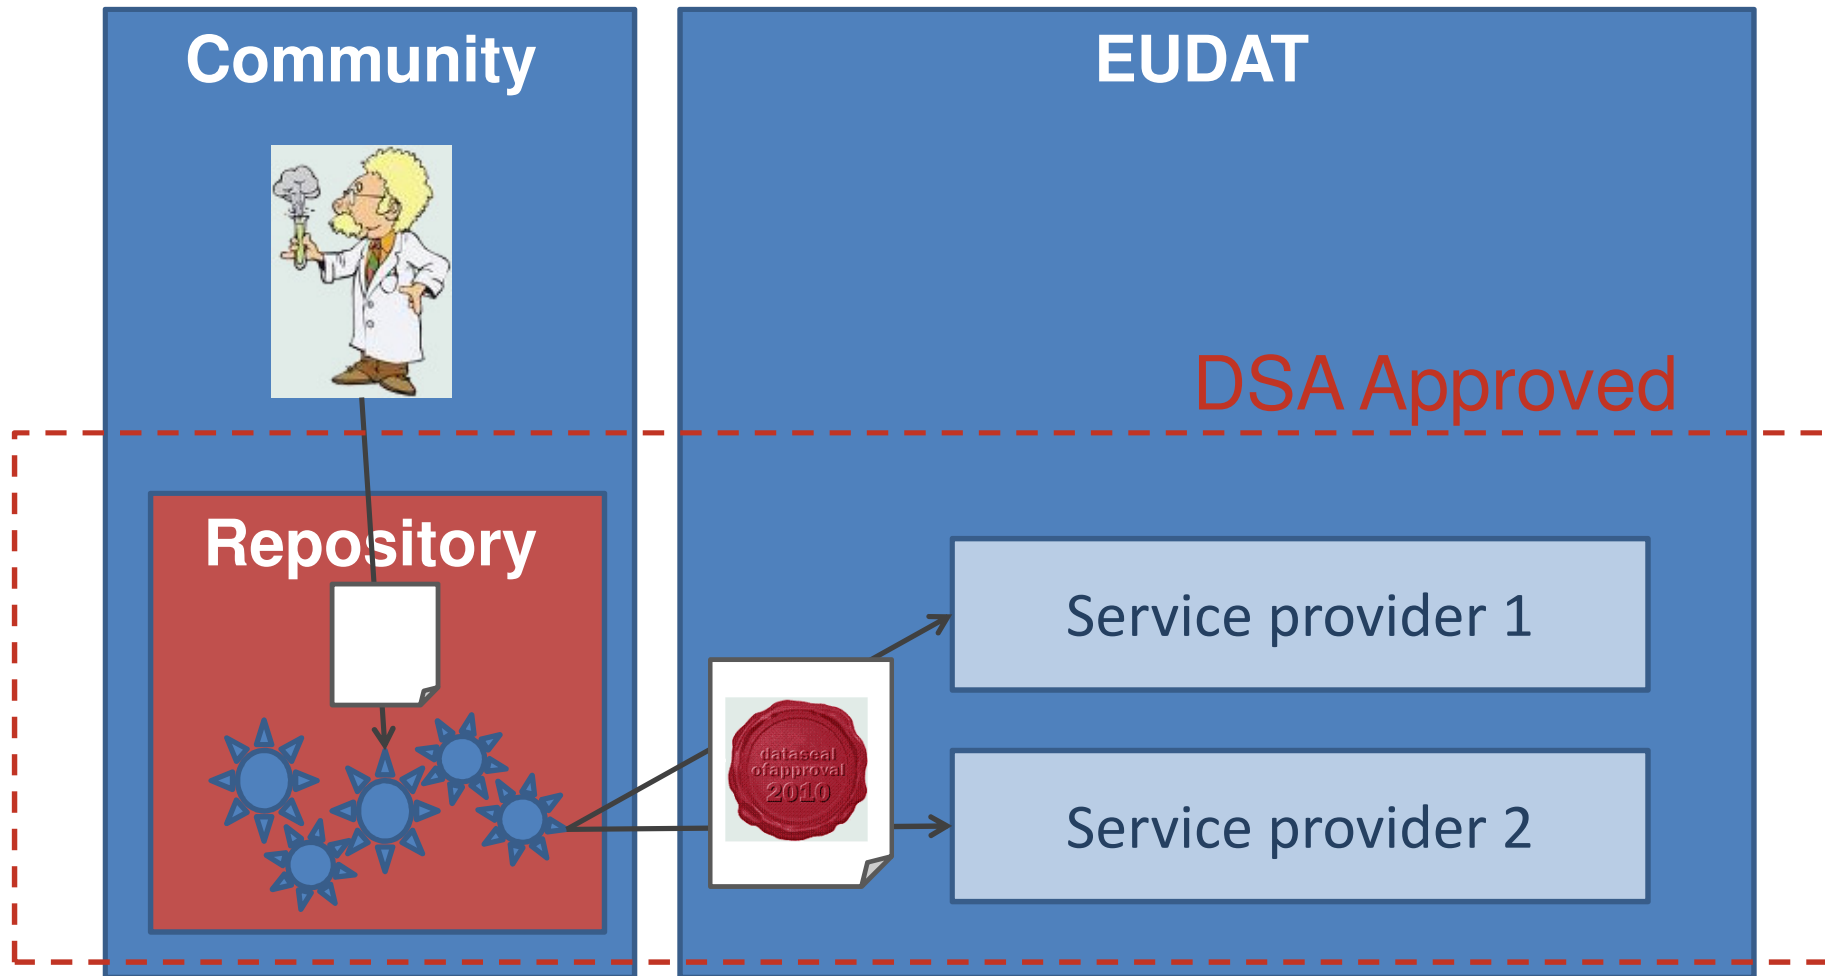 Community
EUDAT
DSA Approved
Repository
Service provider 1
dataseal
ofapproval
2010
Service provider 2